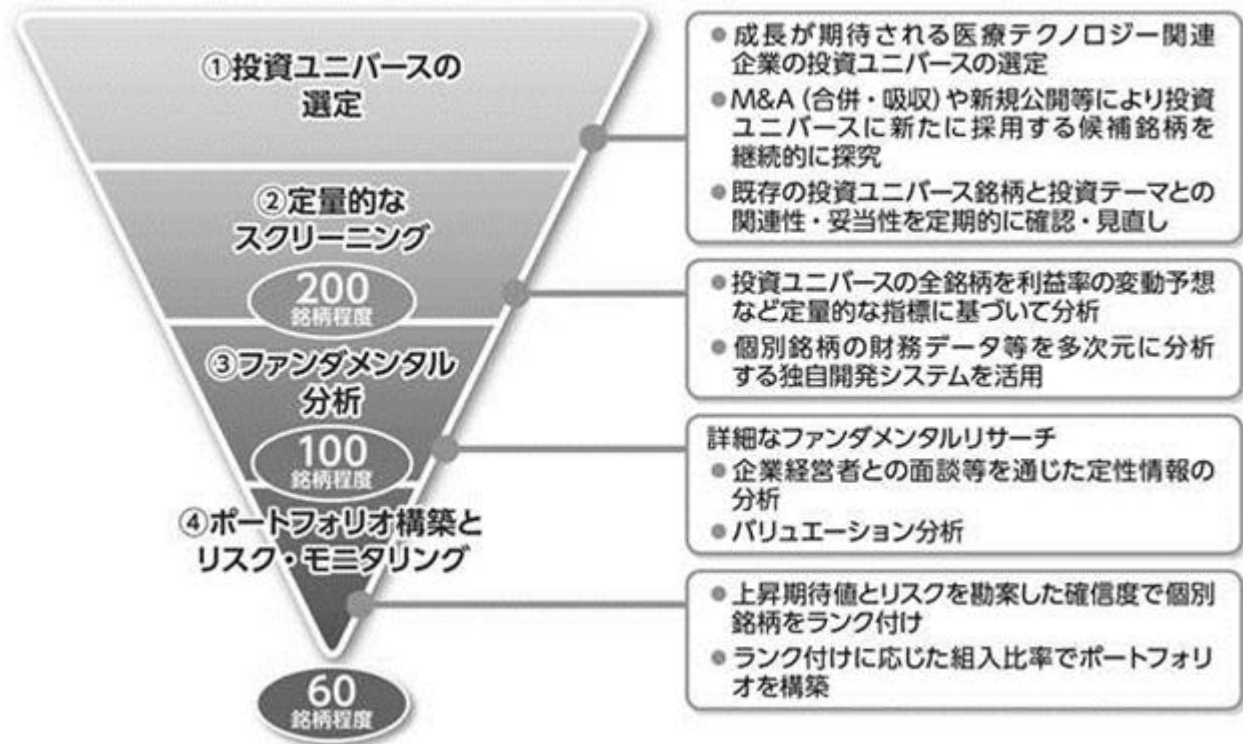 ①投資ユニバースの
選定
②定量的な
スクリーニング
200
銘柄程度
③ファンダメンタル
分析
100
銘柄程度
④ポートフォリオ構築と
リスク・モニタリング
60
銘柄程度
●成長が期待される医療テクノロジー関連
企業の投資ユニバースの選定
●M&A（合併・吸収）や新規公開等により投資
ユニバースに新たに採用する候補銘柄を
継続的に探究
●既存の投資ユニバース銘柄と投資テーマとの
関連性・妥当性を定期的に確認・見直し
●投資ユニバースの全銘柄を利益率の変動予想
など定量的な指標に基づいて分析
●個別銘柄の財務データ等を多次元に分析
する独自開発システムを活用
詳細なファンダメンタルリサーチ
●企業経営者との面談等を通じた定性情報の
分析
●バリュエーション分析
●上昇期待値とリスクを勘案した確信度で個別
銘柄をランク付け
●ランク付けに応じた組入比率でポートフォリ
オを構築